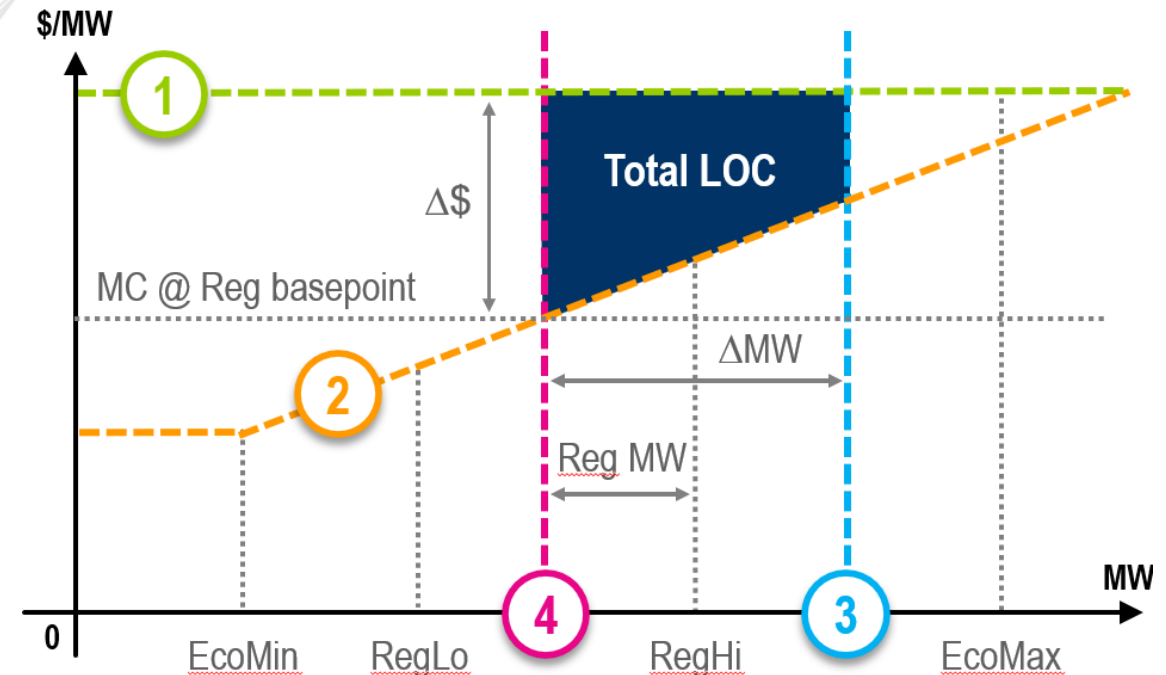 $/MW
1
Total LOC
Δ$
MC @ Reg basepoint
ΔMW
2
Reg MW
MW
4
3
0
EcoMin
RegLo
RegHi
EcoMax